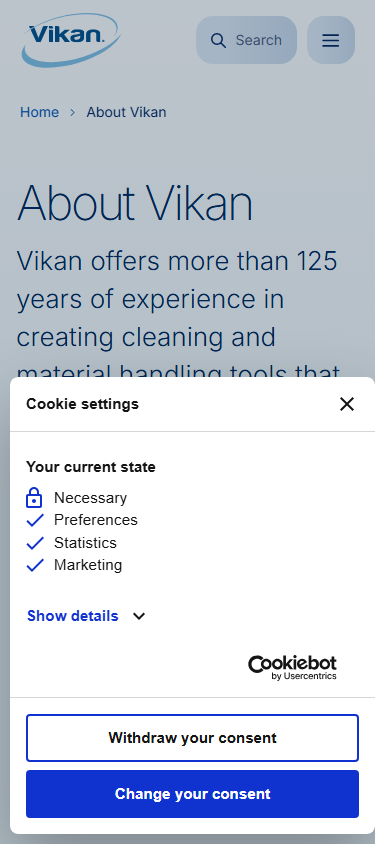 Vikan
Search
Home
About Vikan
About Vikan
Vikan offers more than 125
years of experience in
creating cleaning and
material handling tools that
Cookie settings
Your current state
Necessary
Preferences
Statistics
Marketing
Show details
Cookiebot
by Usercentrics
Withdraw your consent
Change your consent